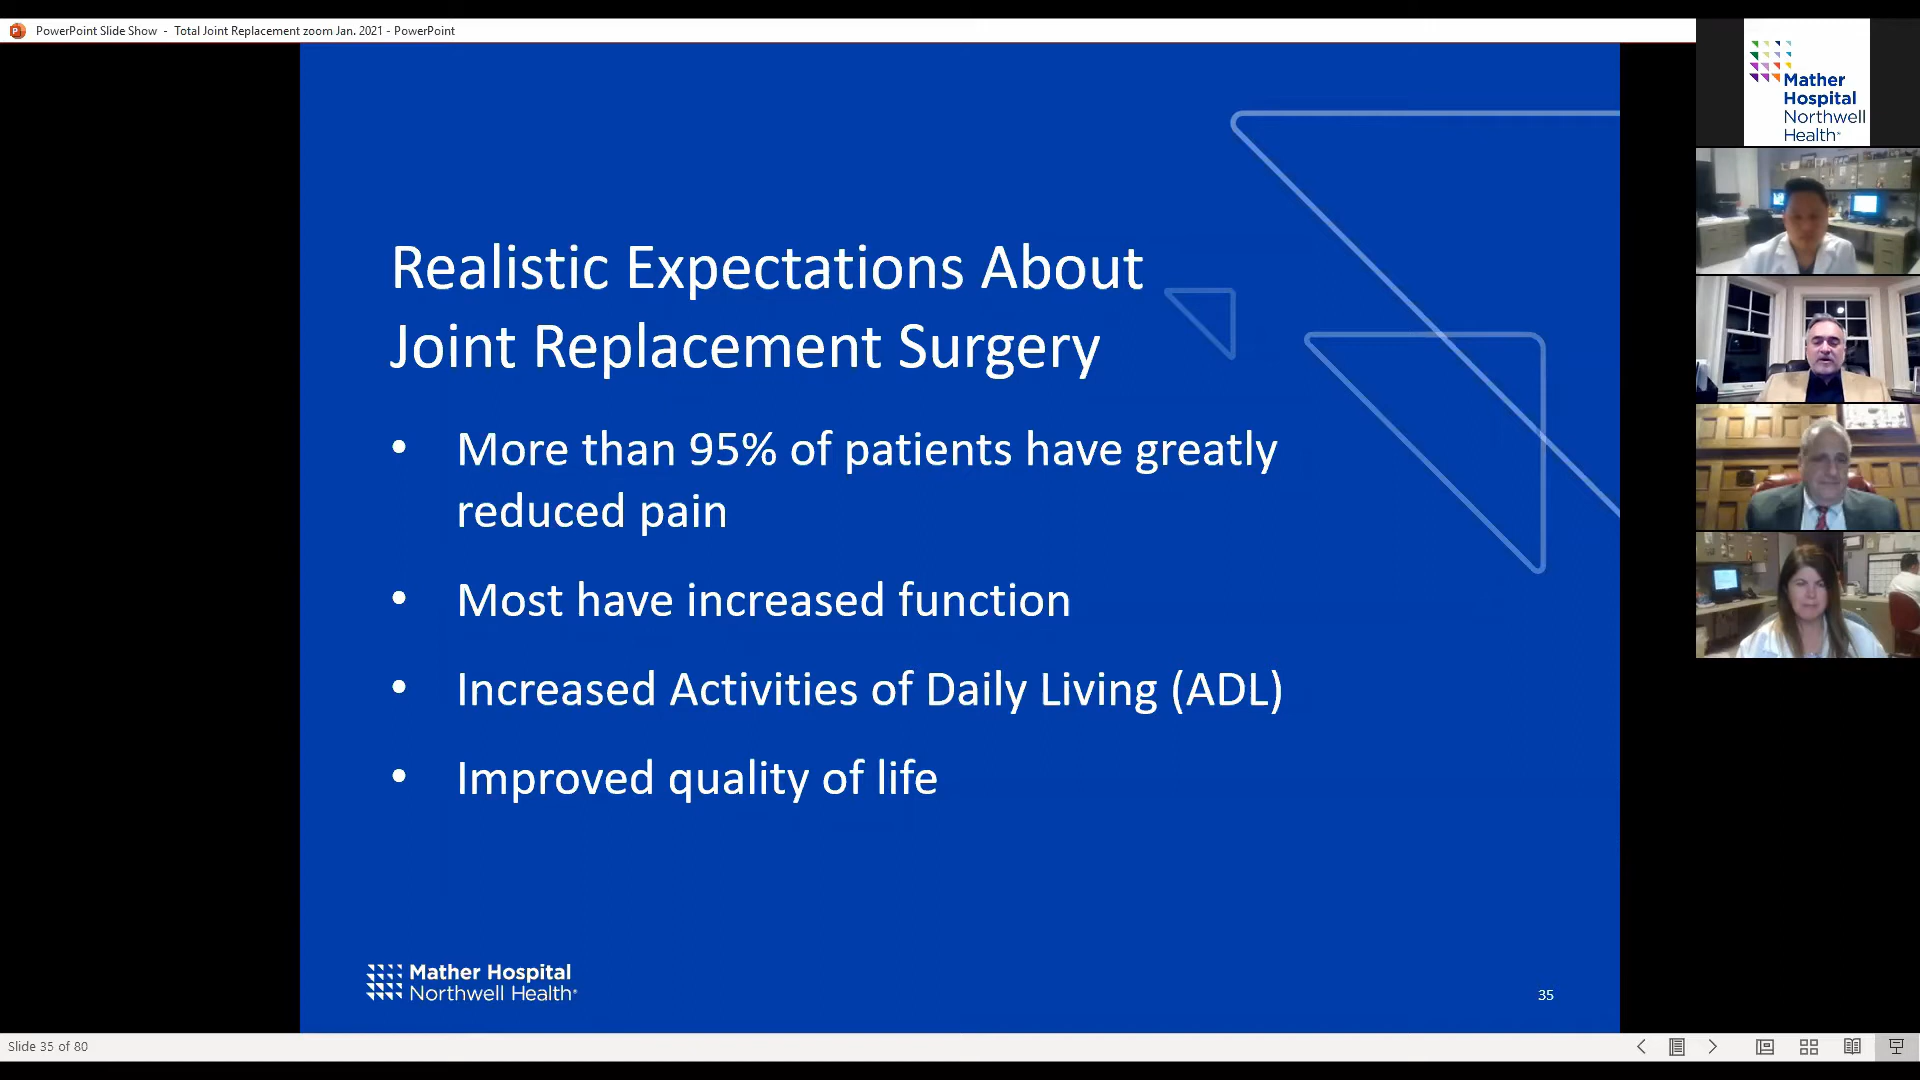 PowerPoint Slide Show - Total Joint Replacement zoom Jan. 2021 - PowerPoint
Mather
Hospital
Northwell
Health®
Realistic Expectations About
Joint Replacement Surgery
• More than 95% of patients have greatly
reduced pain
• Most have increased function
• Increased Activities of Daily Living (ADL)
• Improved quality of life
Mather Hospital
Northwell Health®
35
Slide 35 of 80